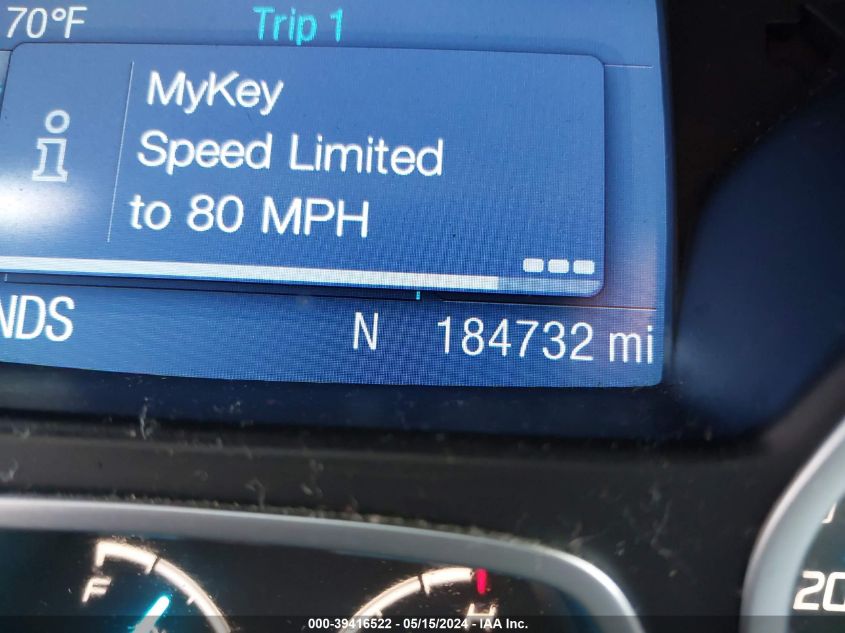 70°F Trip 1
MyKey
i
Speed Limited
to 80 MPH
NDS N 184732 mi
F H
20
000-39416522 - 05/15/2024 - IAA Inc.